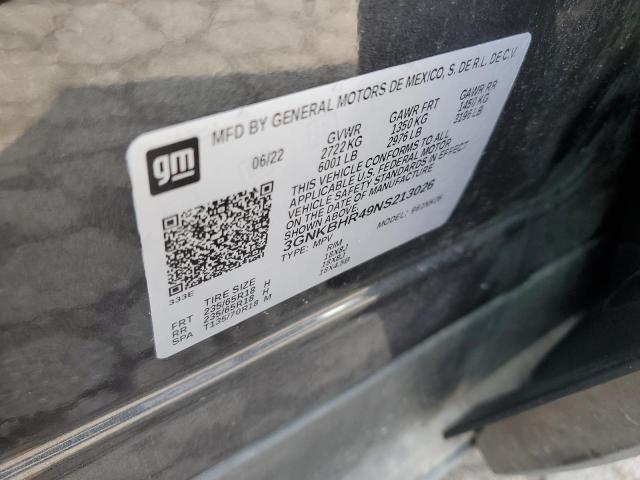 gm
MFD BY GENERAL MOTORS DE MEXICO, S. DE R.L. DE C.V.
06/22 GVWR GAWR FRT GAWR RR
2722 KG 1350 KG 1450 KG
6001 LB 2976 LB 3196 LB
THIS VEHICLE CONFORMS TO ALL
APPLICABLE U.S. FEDERAL MOTOR
VEHICLE SAFETY STANDARDS IN EFFECT
ON THE DATE OF MANUFACTURE
SHOWN ABOVE.
3GNKBHR49NS213026
TYPE: MPV MODEL: 982NK26
333E
TIRE SIZE RIM
FRT 235/65R18 H 18X8J
RR 235/65R18 H 18X8J
SPA T135/70R18 M 18X4.5B